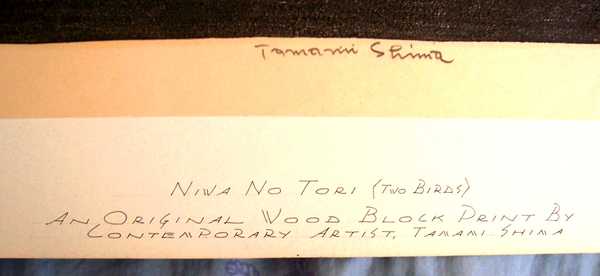 Tamami Shima
NIWA NO TORI (TWO BIRDS)
AN ORIGINAL WOOD BLOCK PRINT BY
CONTEMPORARY ARTIST, TAMAMI SHIMA